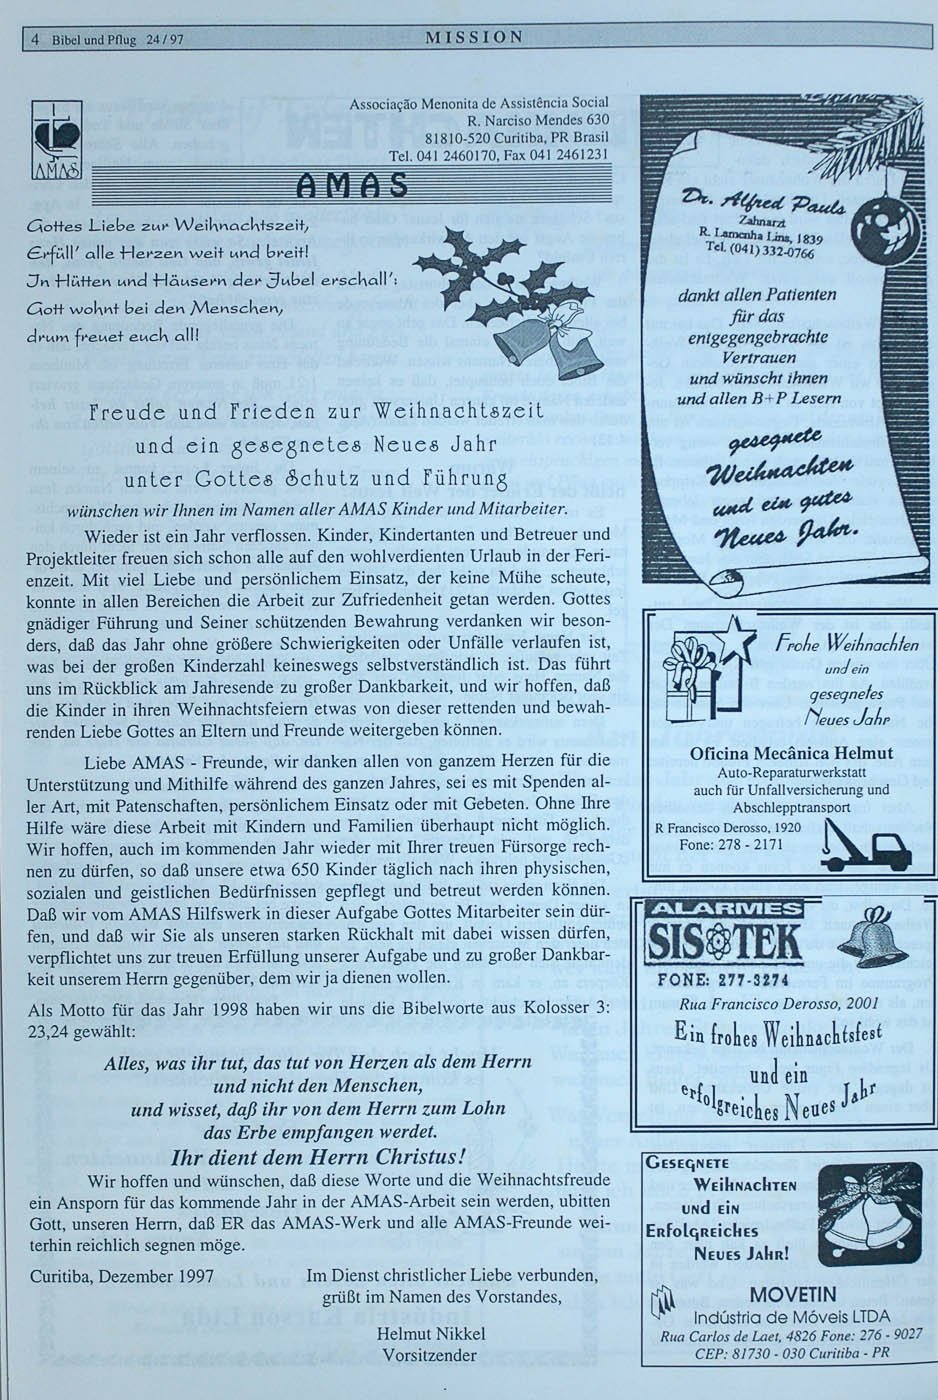 4 Bibel und Pflug 24/97 MISSION
AMAS
Associação Menonita de Assistência Social
R. Narciso Mendes 630
81810-520 Curitiba, PR Brasil
Tel. 041 2460170, Fax 041 2461231
AMAS
Gottes Liebe zur Weihnachtszeit,
Erfüll' alle Herzen weit und breit!
In Hütten und Häusern der Jubel erschall':
Gott wohnt bei den Menschen,
drum freuet euch all!
Freude und Frieden zur Weihnachtszeit
und ein gesegnetes Neues Jahr
unter Gottes Schutz und Führung
wünschen wir Ihnen im Namen aller AMAS Kinder und Mitarbeiter.
Wieder ist ein Jahr verflossen. Kinder, Kindertanten und Betreuer und
Projektleiter freuen sich schon alle auf den wohlverdienten Urlaub in der Feri-
enzeit. Mit viel Liebe und persönlichem Einsatz, der keine Mühe scheute,
konnte in allen Bereichen die Arbeit zur Zufriedenheit getan werden. Gottes
gnädiger Führung und Seiner schützenden Bewahrung verdanken wir beson-
ders, daß das Jahr ohne größere Schwierigkeiten oder Unfälle verlaufen ist,
was bei der großen Kinderzahl keineswegs selbstverständlich ist. Das führt
uns im Rückblick am Jahresende zu großer Dankbarkeit, und wir hoffen, daß
die Kinder in ihren Weihnachtsfeiern etwas von dieser rettenden und bewah-
renden Liebe Gottes an Eltern und Freunde weitergeben können.
Liebe AMAS - Freunde, wir danken allen von ganzem Herzen für die
Unterstützung und Mithilfe während des ganzen Jahres, sei es mit Spenden al-
ler Art, mit Patenschaften, persönlichem Einsatz oder mit Gebeten. Ohne Ihre
Hilfe wäre diese Arbeit mit Kindern und Familien überhaupt nicht möglich.
Wir hoffen, auch im kommenden Jahr wieder mit Ihrer treuen Fürsorge rech-
nen zu dürfen, so daß unsere etwa 650 Kinder täglich nach ihren physischen,
sozialen und geistlichen Bedürfnissen gepflegt und betreut werden können.
Daß wir vom AMAS Hilfswerk in dieser Aufgabe Gottes Mitarbeiter sein dür-
fen, und daß wir Sie als unseren starken Rückhalt mit dabei wissen dürfen,
verpflichtet uns zur treuen Erfüllung unserer Aufgabe und zu großer Dankbar-
keit unserem Herrn gegenüber, dem wir ja dienen wollen.
Als Motto für das Jahr 1998 haben wir uns die Bibelworte aus Kolosser 3:
23,24 gewählt:
Alles, was ihr tut, das tut von Herzen als dem Herrn
und nicht den Menschen,
und wisset, daß ihr von dem Herrn zum Lohn
das Erbe empfangen werdet.
Ihr dient dem Herrn Christus!
Wir hoffen und wünschen, daß diese Worte und die Weihnachtsfreude
ein Ansporn für das kommende Jahr in der AMAS-Arbeit sein werden, ubitten
Gott, unseren Herrn, daß ER das AMAS-Werk und alle AMAS-Freunde wei-
terhin reichlich segnen möge.
Curitiba, Dezember 1997
Im Dienst christlicher Liebe verbunden,
grüßt im Namen des Vorstandes,
Helmut Nikkel
Vorsitzender
Dr. Alfred Pauls
Zahnarzt
R. Lamenha Lins, 1839
Tel. (041) 332-0766
dankt allen Patienten
für das
entgegengebrachte
Vertrauen
und wünscht ihnen
und allen B+P Lesern
gesegnete
Weihnachten
und ein gutes
Neues Jahr.
Frohe Weihnachten
und ein
gesegnetes
Neues Jahr
Oficina Mecânica Helmut
Auto-Reparaturwerkstatt
auch für Unfallversicherung und
Abschlepptransport
R Francisco Derosso, 1920
Fone: 278 - 2171
ALARMES
SISTEK
FONE: 277-3274
Rua Francisco Derosso, 2001
Ein frohes Weihnachtsfest
und ein
erfolgreiches Neues Jahr
GESEGNETE
WEIHNACHTEN
UND EIN
ERFOLGREICHES
NEUES JAHR!
MOVETIN
Indústria de Móveis LTDA
Rua Carlos de Laet, 4826 Fone: 276 - 9027
CEP: 81730 - 030 Curitiba - PR